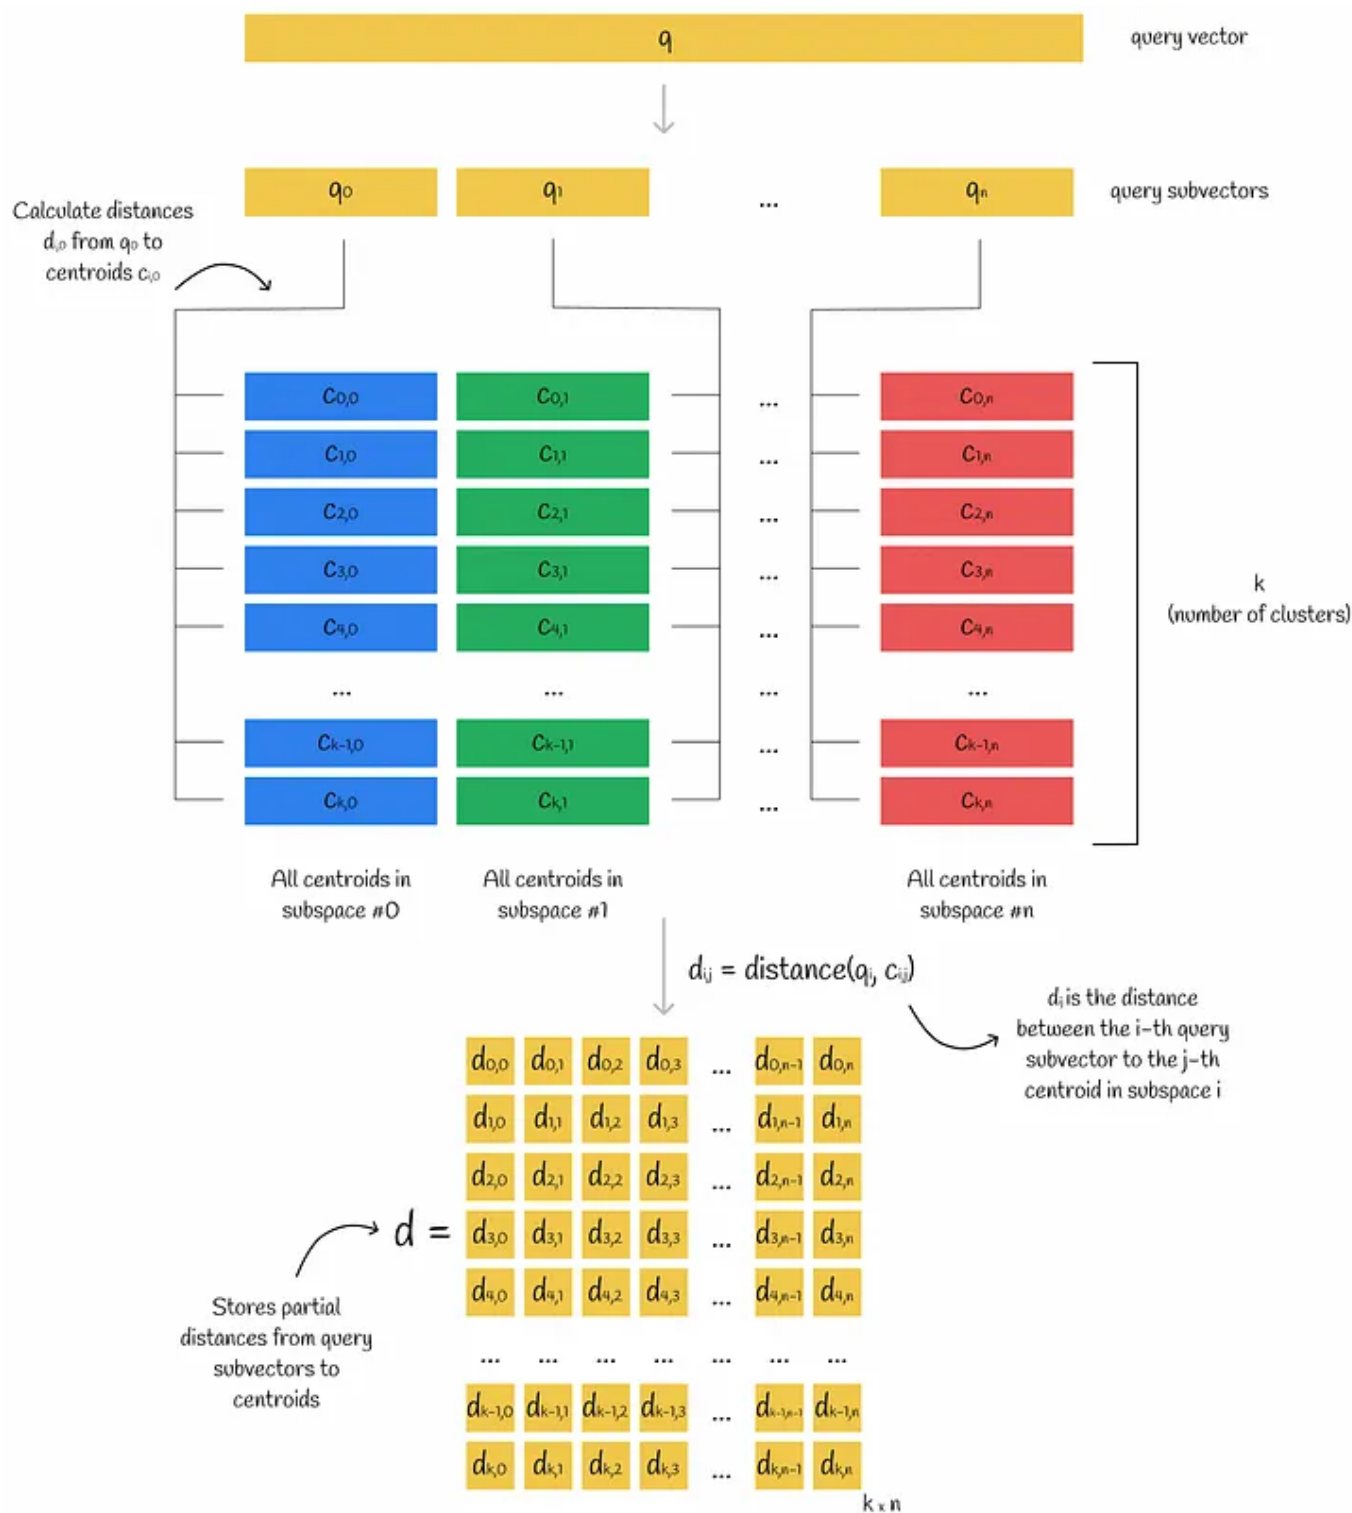 q
query vector
q0 q1 ... qn
query subvectors
Calculate distances
di,0 from q0 to
centroids ci,0
c0,0 c0,1 ... c0,n
c1,0 c1,1 ... c1,n
c2,0 c2,1 ... c2,n
c3,0 c3,1 ... c3,n
c4,0 c4,1 ... c4,n
... ... ... ...
ck-1,0 ck-1,1 ... ck-1,n
ck,0 ck,1 ... ck,n
k
(number of clusters)
All centroids in
subspace #0
All centroids in
subspace #1
All centroids in
subspace #n
dij = distance(qi, cij)
di is the distance
between the i-th query
subvector to the j-th
centroid in subspace i
d0,0 d0,1 d0,2 d0,3 ... d0,n-1 d0,n
d1,0 d1,1 d1,2 d1,3 ... d1,n-1 d1,n
d2,0 d2,1 d2,2 d2,3 ... d2,n-1 d2,n
d =
d3,0 d3,1 d3,2 d3,3 ... d3,n-1 d3,n
d4,0 d4,1 d4,2 d4,3 ... d4,n-1 d4,n
... ... ... ... ... ... ...
dk-1,0 dk-1,1 dk-1,2 dk-1,3 ... dk-1,n-1 dk-1,n
dk,0 dk,1 dk,2 dk,3 ... dk,n-1 dk,n
k x n
Stores partial
distances from query
subvectors to
centroids